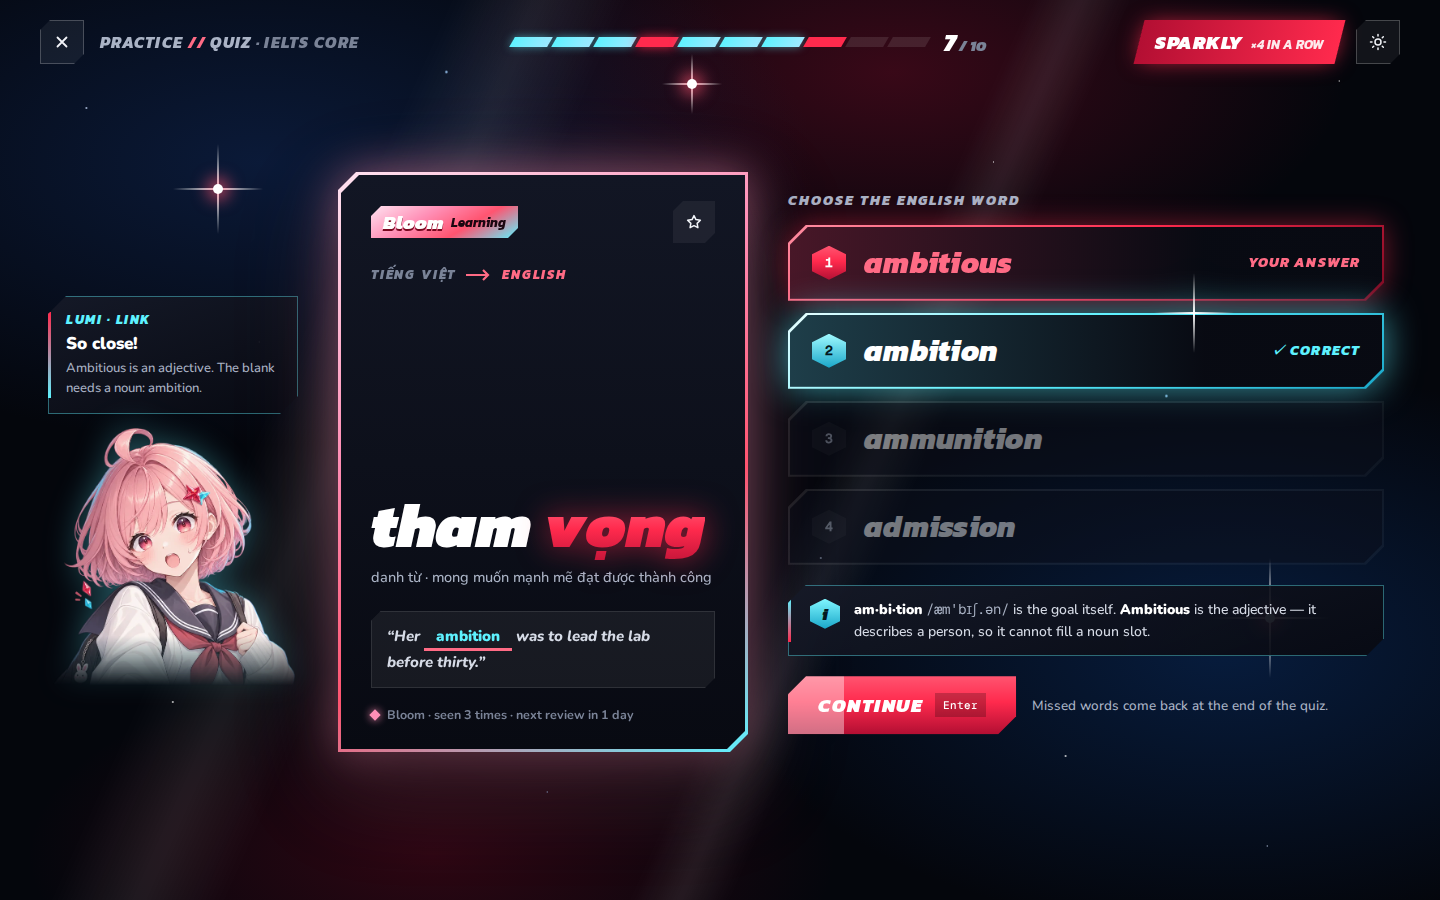 PRACTICE // QUIZ · IELTS CORE
7 / 10
SPARKLY ×4 IN A ROW
LUMI · LINK
So close!
Ambitious is an adjective. The blank
needs a noun: ambition.
Bloom Learning
TIẾNG VIỆT → ENGLISH
tham vọng
danh từ · mong muốn mạnh mẽ đạt được thành công
“Her ambition was to lead the lab
before thirty.”
Bloom · seen 3 times · next review in 1 day
CHOOSE THE ENGLISH WORD
1 ambitious YOUR ANSWER
2 ambition ✓ CORRECT
3 ammunition
4 admission
i am·bi·tion /æmˈbɪʃ.ən/ is the goal itself. Ambitious is the adjective — it
describes a person, so it cannot fill a noun slot.
CONTINUE Enter
Missed words come back at the end of the quiz.